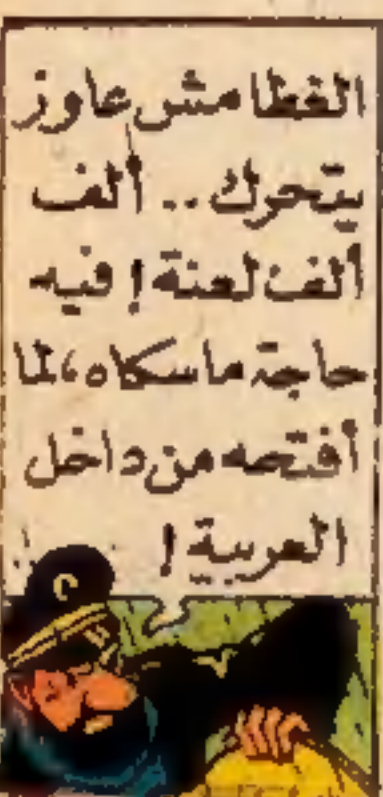 الغطا مش عاوز
يتحرك.. ألف
ألف لعنة! فيه
حاجة ماسكاه، لما
أفتحه من داخل
العربية!